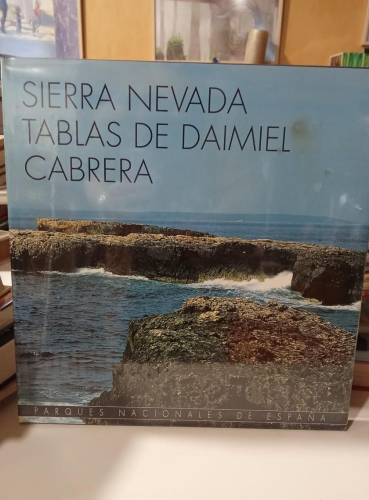 SIERRA NEVADA
TABLAS DE DAIMIEL
CABRERA
PARQUES NACIONALES DE ESPAÑA